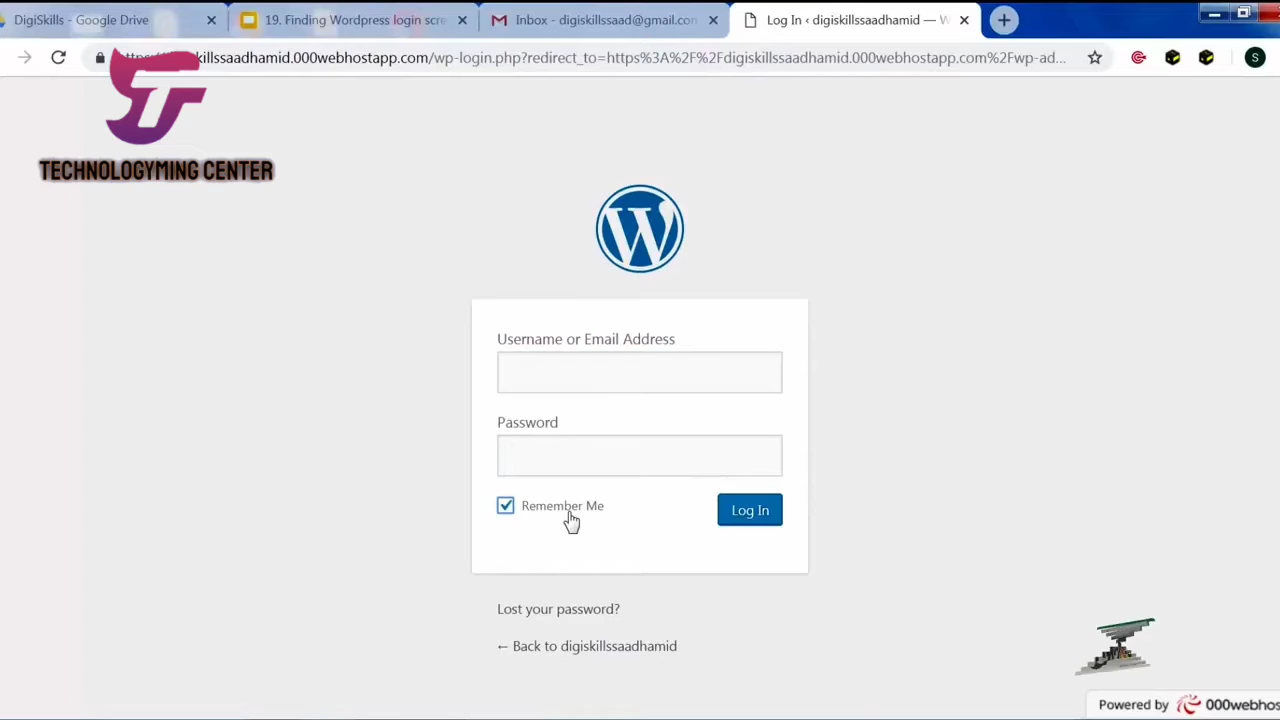 DigiSkills - Google Drive
19. Finding Wordpress login scre
Inbox - digiskillssaad@gmail.con
Log In ‹ digiskillssaadhamid — W
killssaadhamid.000webhostapp.com/wp-login.php?redirect_to=https%3A%2F%2Fdigiskillssaadhamid.000webhostapp.com%2Fwp-ad...
S
TECHNOLOGYMING CENTER
Username or Email Address
Password
Remember Me
Log In
Lost your password?
← Back to digiskillssaadhamid
Powered by 000webhos